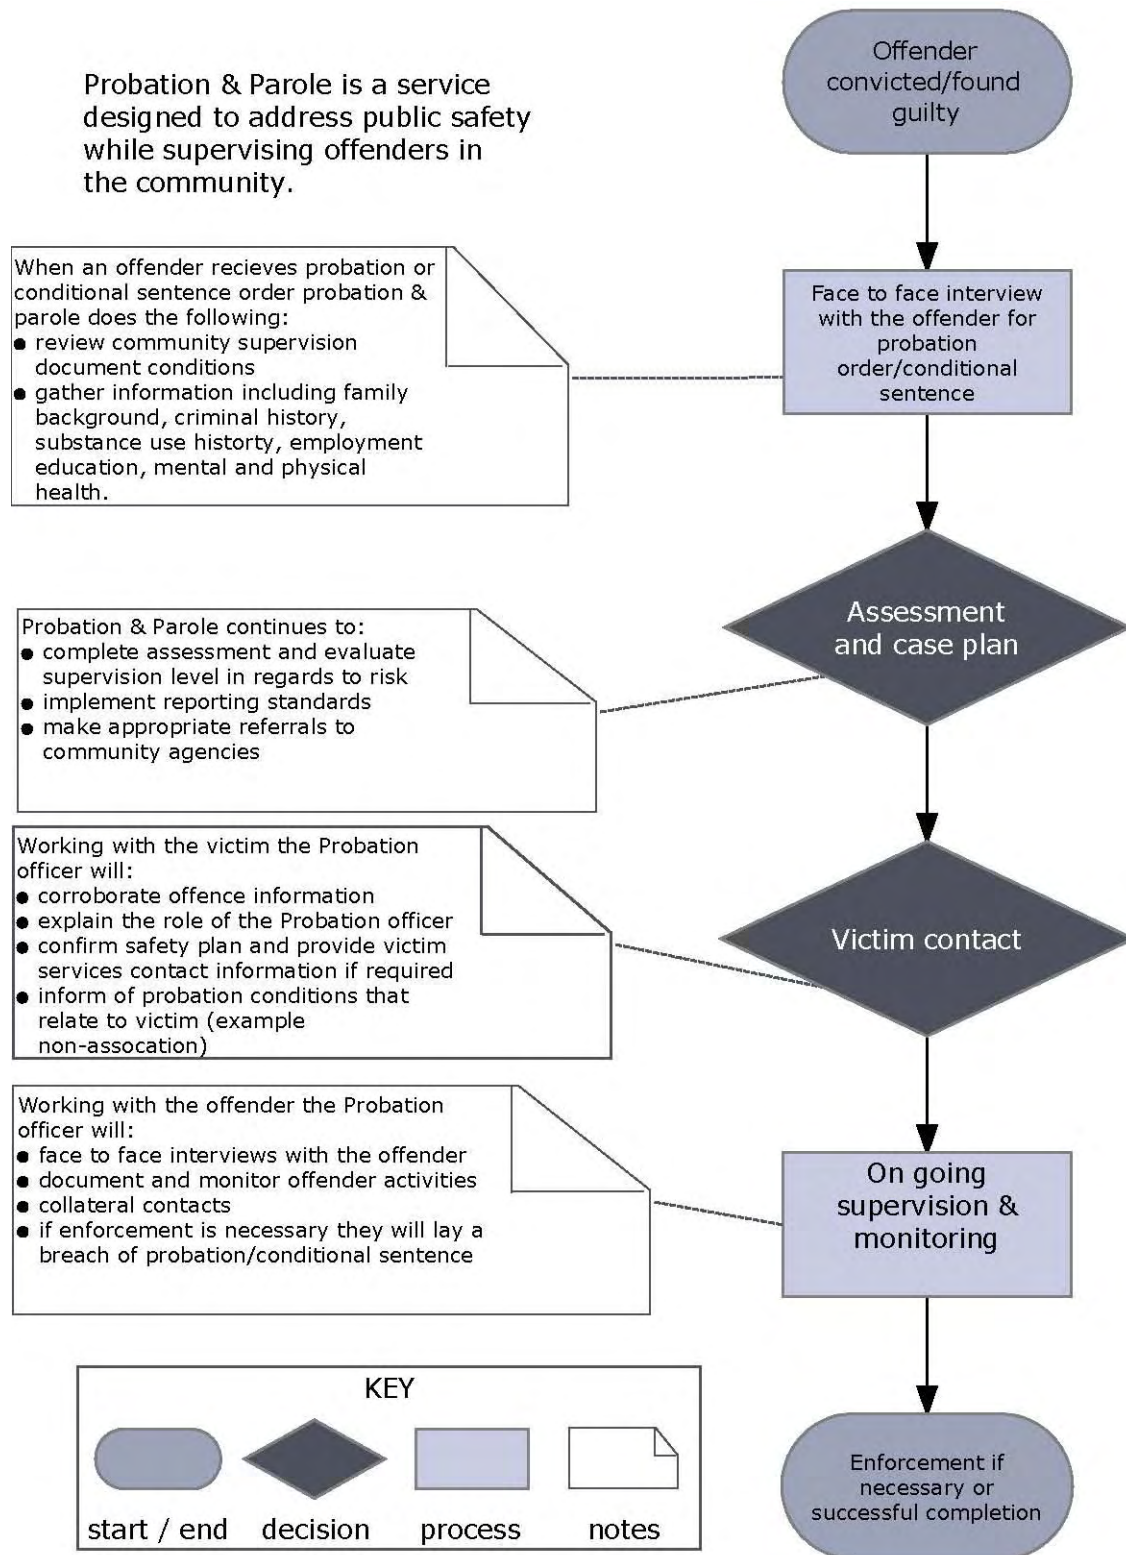 Probation & Parole is a service
designed to address public safety
while supervising offenders in
the community.
Offender
convicted/found
guilty
When an offender recieves probation or
conditional sentence order probation &
parole does the following:
● review community supervision
document conditions
● gather information including family
background, criminal history,
substance use historty, employment
education, mental and physical
health.
Face to face interview
with the offender for
probation
order/conditional
sentence
Probation & Parole continues to:
● complete assessment and evaluate
supervision level in regards to risk
● implement reporting standards
● make appropriate referrals to
community agencies
Assessment
and case plan
Working with the victim the Probation
officer will:
● corroborate offence information
● explain the role of the Probation officer
● confirm safety plan and provide victim
services contact information if required
● inform of probation conditions that
relate to victim (example
non-assocation)
Victim contact
Working with the offender the Probation
officer will:
● face to face interviews with the offender
● document and monitor offender activities
● collateral contacts
● if enforcement is necessary they will lay a
breach of probation/conditional sentence
On going
supervision &
monitoring
KEY
start / end decision process notes
Enforcement if
necessary or
successful completion